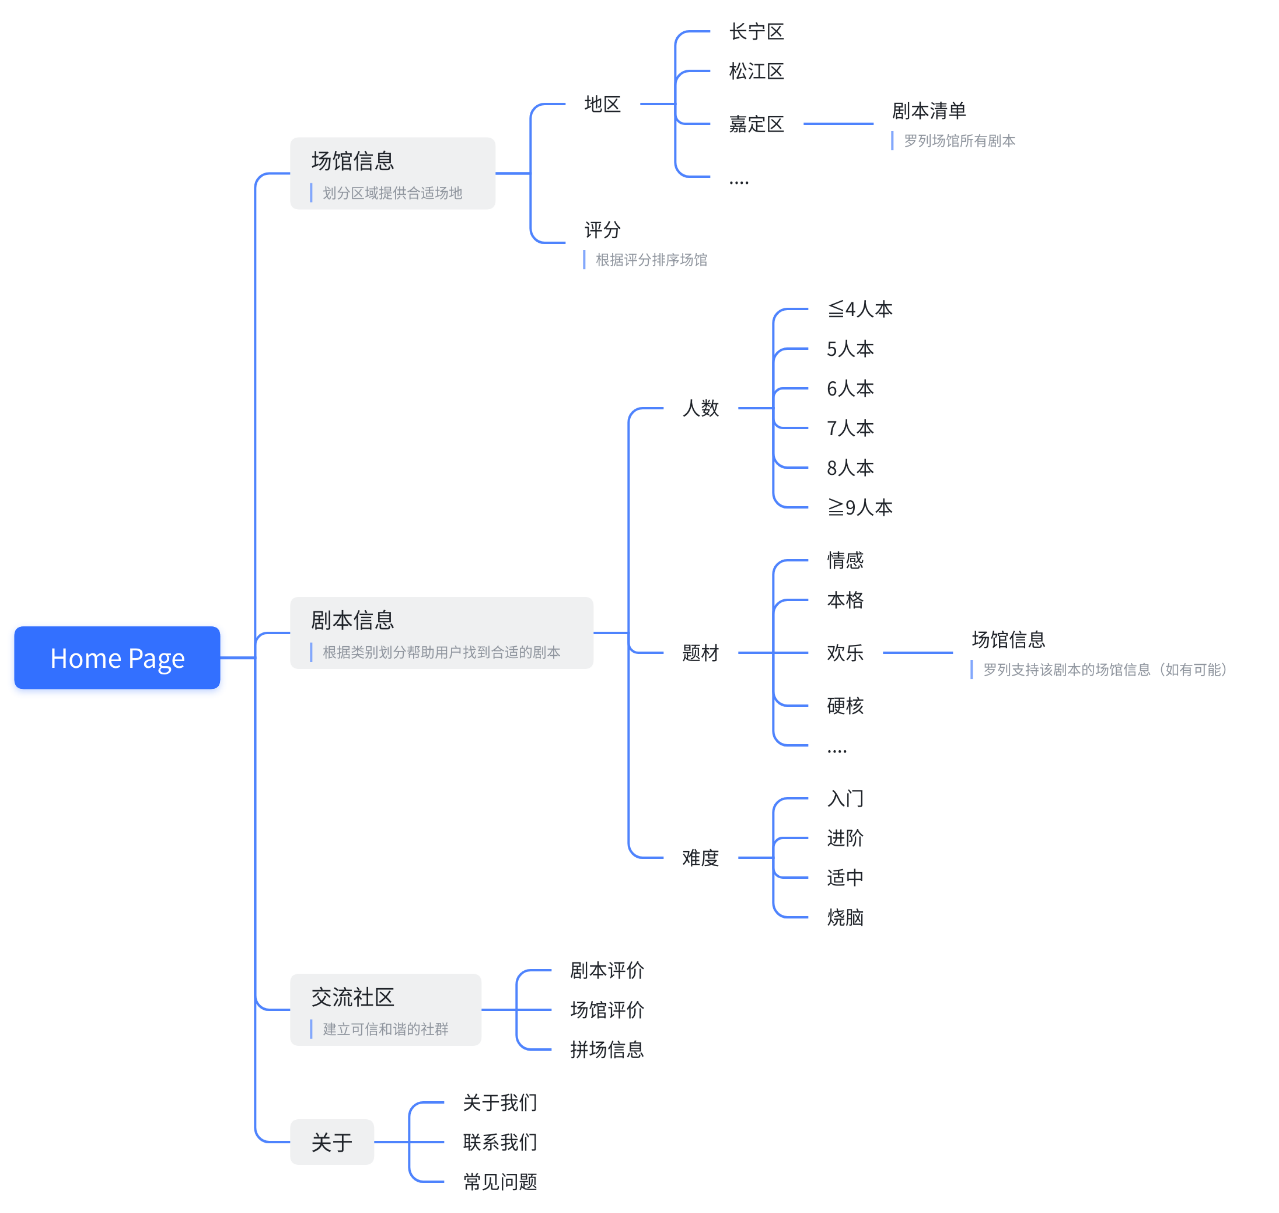 Home Page
场馆信息
划分区域提供合适场地
地区
长宁区
松江区
嘉定区
剧本清单
罗列场馆所有剧本
....
评分
根据评分排序场馆
剧本信息
根据类别划分帮助用户找到合适的剧本
人数
≦4人本
5人本
6人本
7人本
8人本
≧9人本
题材
情感
本格
欢乐
场馆信息
罗列支持该剧本的场馆信息（如有可能）
硬核
....
难度
入门
进阶
适中
烧脑
交流社区
建立可信和谐的社群
剧本评价
场馆评价
拼场信息
关于
关于我们
联系我们
常见问题